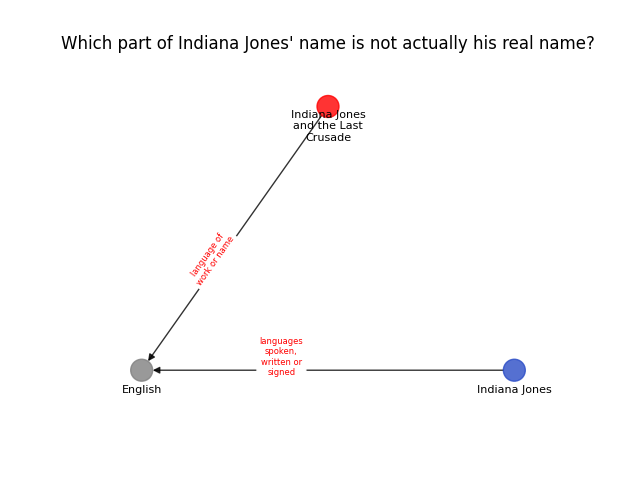 Which part of Indiana Jones' name is not actually his real name?
Indiana Jones
and the Last
Crusade
language of
work or name
languages
spoken,
written or
signed
English
Indiana Jones